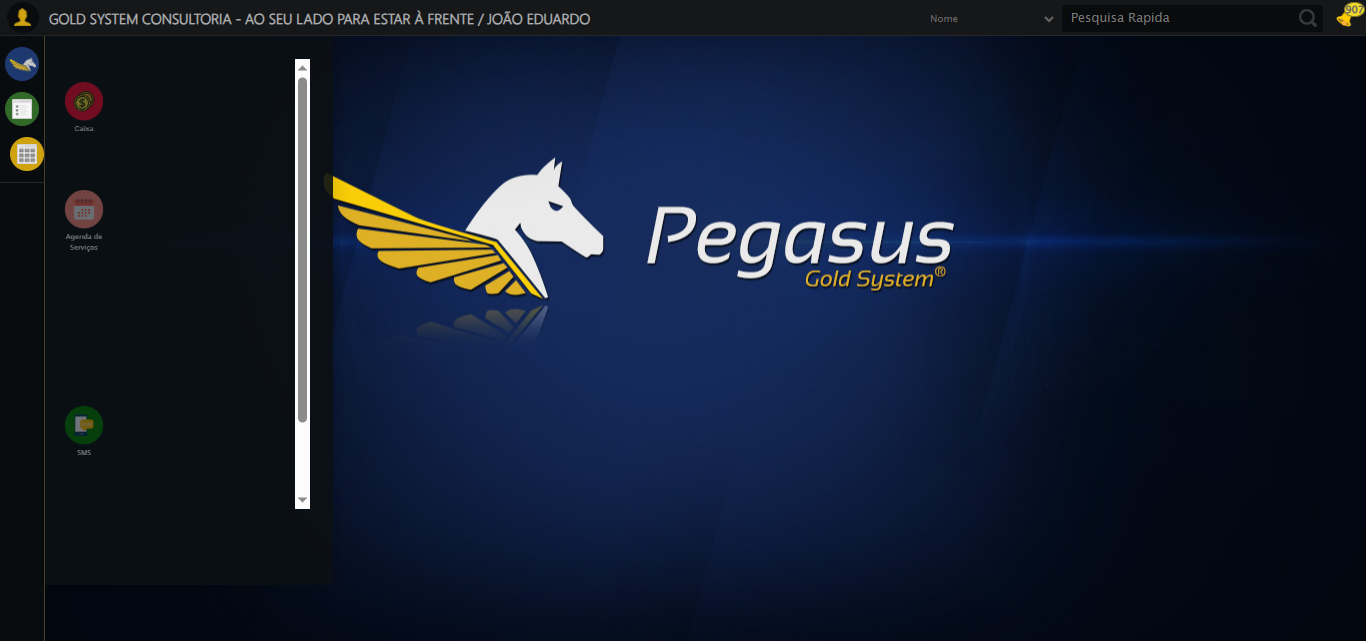 GOLD SYSTEM CONSULTORIA - AO SEU LADO PARA ESTAR À FRENTE / JOÃO EDUARDO
Nome
Pesquisa Rapida
907
Caixa
Agenda de
Serviços
SMS
Pegasus
Gold System®